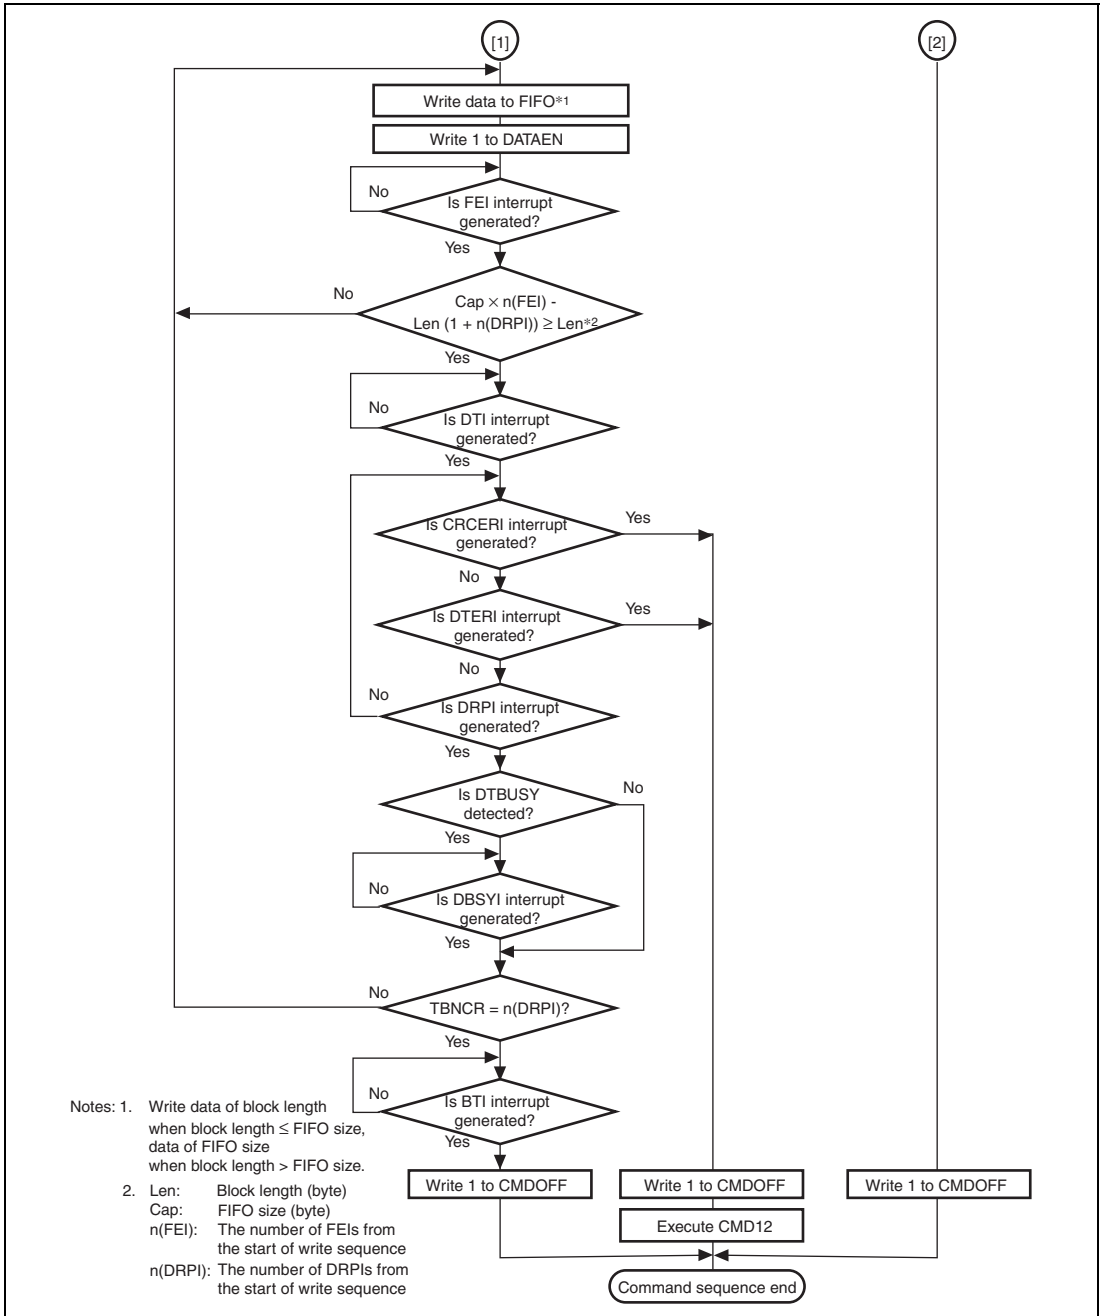 [1]
[2]
Write data to FIFO*1
Write 1 to DATAEN
No
Is FEI interrupt
generated?
Yes
No
Cap × n(FEI) -
Len (1 + n(DRPI)) ≥ Len*2
Yes
No
Is DTI interrupt
generated?
Yes
Is CRCERI interrupt
generated?
Yes
No
Is DTERI interrupt
generated?
Yes
No
No
Is DRPI interrupt
generated?
Yes
Is DTBUSY
detected?
No
Yes
No
Is DBSYI interrupt
generated?
Yes
No
TBNCR = n(DRPI)?
Yes
No
Is BTI interrupt
generated?
Yes
Notes: 1. Write data of block length
when block length ≤ FIFO size,
data of FIFO size
when block length > FIFO size.
2. Len: Block length (byte)
Cap: FIFO size (byte)
n(FEI): The number of FEIs from
the start of write sequence
n(DRPI): The number of DRPIs from
the start of write sequence
Write 1 to CMDOFF
Write 1 to CMDOFF
Write 1 to CMDOFF
Execute CMD12
Command sequence end